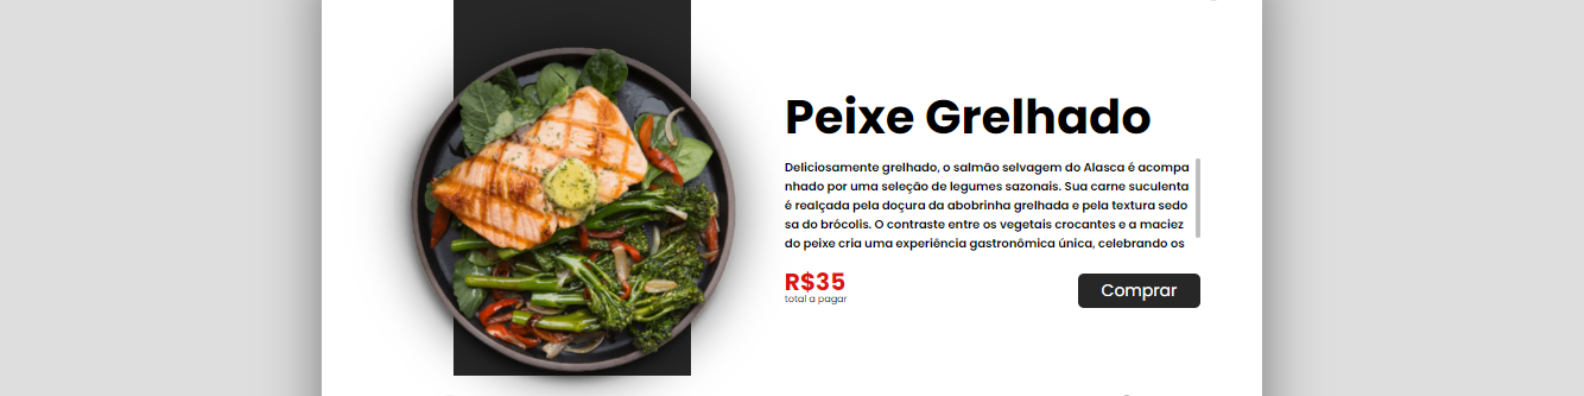 Peixe Grelhado
Deliciosamente grelhado, o salmão selvagem do Alasca é acompa
nhado por uma seleção de legumes sazonais. Sua carne suculenta
é realçada pela doçura da abobrinha grelhada e pela textura sedo
sa do brócolis. O contraste entre os vegetais crocantes e a maciez
do peixe cria uma experiência gastronômica única, celebrando os
R$35
total a pagar
Comprar